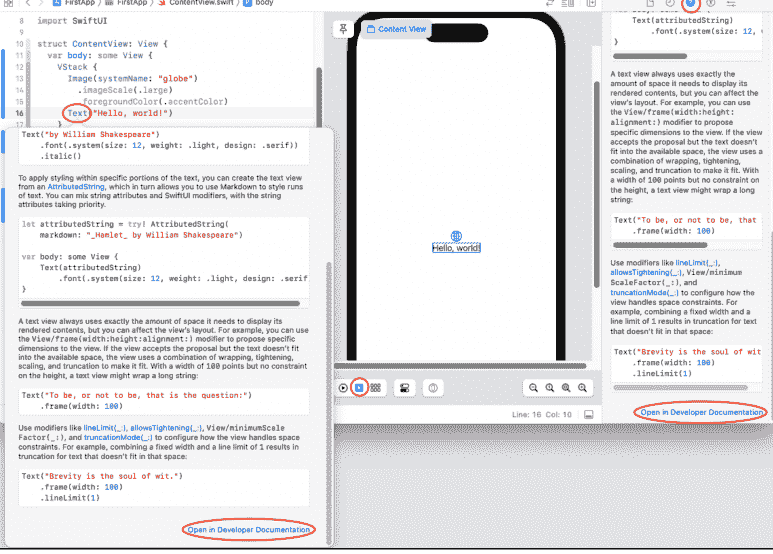 FirstApp
FirstApp
ContentView.swift
body
8 import SwiftUI
9
10 struct ContentView: View {
11 var body: some View {
12 VStack {
13 Image(systemName: "globe")
14 .imageScale(.large)
15 .foregroundColor(.accentColor)
16 Text("Hello, world!")
17 }
Text("by William Shakespeare")
.font(.system(size: 12, weight: .light, design: .serif))
.italic()
To apply styling within specific portions of the text, you can create the text view
from an AttributedString, which in turn allows you to use Markdown to style runs
of text. You can mix string attributes and SwiftUI modifiers, with the string
attributes taking priority.
let attributedString = try! AttributedString(
markdown: "_Hamlet_ by William Shakespeare")
var body: some View {
Text(attributedString)
.font(.system(size: 12, weight: .light, design: .serif
}
A text view always uses exactly the amount of space it needs to display its
rendered contents, but you can affect the view's layout. For example, you can use
the View/frame(width:height:alignment:) modifier to propose specific
dimensions to the view. If the view accepts the proposal but the text doesn't fit
into the available space, the view uses a combination of wrapping, tightening,
scaling, and truncation to make it fit. With a width of 100 points but no constraint
on the height, a text view might wrap a long string:
Text("To be, or not to be, that is the question:")
.frame(width: 100)
Use modifiers like lineLimit(_:), allowsTightening(_:), View/minimumScale
Factor(_:), and truncationMode(_:) to configure how the view handles space
constraints. For example, combining a fixed width and a line limit of 1 results in
truncation for text that doesn't fit in that space:
Text("Brevity is the soul of wit.")
.frame(width: 100)
.lineLimit(1)
Open in Developer Documentation
Content View
Hello, world!
Line: 16 Col: 10
Text(attributedString)
.font(.system(size: 12, w
A text view always uses exactly the
amount of space it needs to display its
rendered contents, but you can affect the
view's layout. For example, you can use
the View/frame(width:height:
alignment:) modifier to propose
specific dimensions to the view. If the view
accepts the proposal but the text doesn't
fit into the available space, the view uses a
combination of wrapping, tightening,
scaling, and truncation to make it fit. With
a width of 100 points but no constraint on
the height, a text view might wrap a long
string:
Text("To be, or not to be, that
.frame(width: 100)
Use modifiers like lineLimit(_:),
allowsTightening(_:), View/minimum
ScaleFactor(_:), and
truncationMode(_:) to configure how the
view handles space constraints. For
example, combining a fixed width and a
line limit of 1 results in truncation for text
that doesn't fit in that space:
Text("Brevity is the soul of wit
.frame(width: 100)
.lineLimit(1)
Open in Developer Documentation